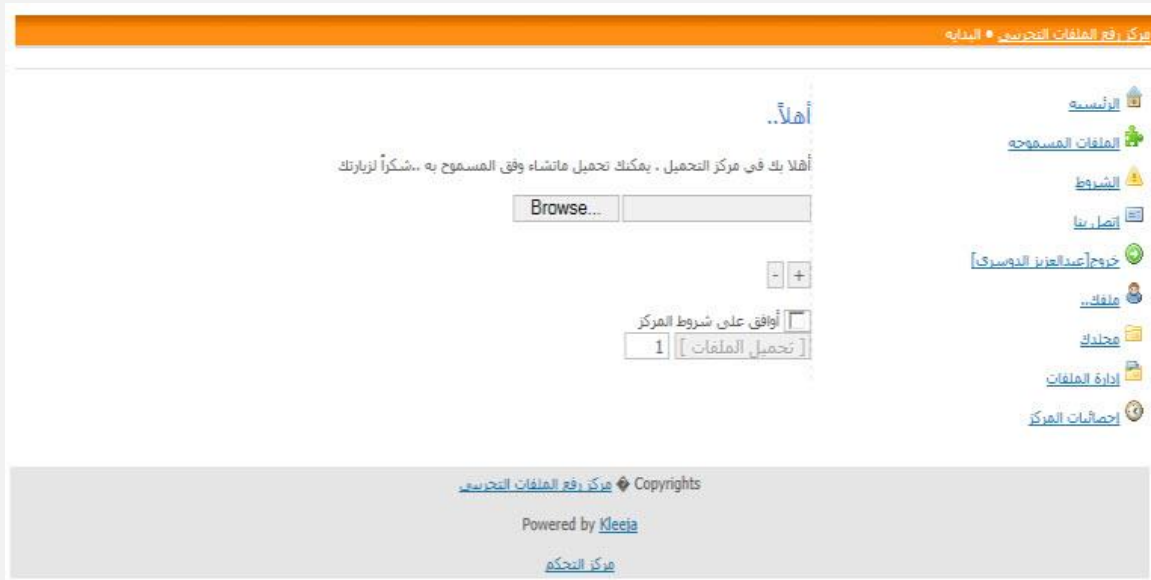 مركز رفع الملفات التجريبي • البدايه
الرئيسيه
الملفات المسموحه
الشروط
اتصل بنا
خروج[عبدالعزيز الدوسري]
ملفك..
مجلدك
إدارة الملفات
إحصائيات المركز
أهلاً..
أهلا بك في مركز التحميل ، يمكنك تحميل ماتشاء وفق المسموح به ..شكراً لزيارتك
Browse...
+ -
أوافق على شروط المركز
[ تحميل الملفات ] 1
Copyrights � مركز رفع الملفات التجريبي
Powered by Kleeja
مركز التحكم